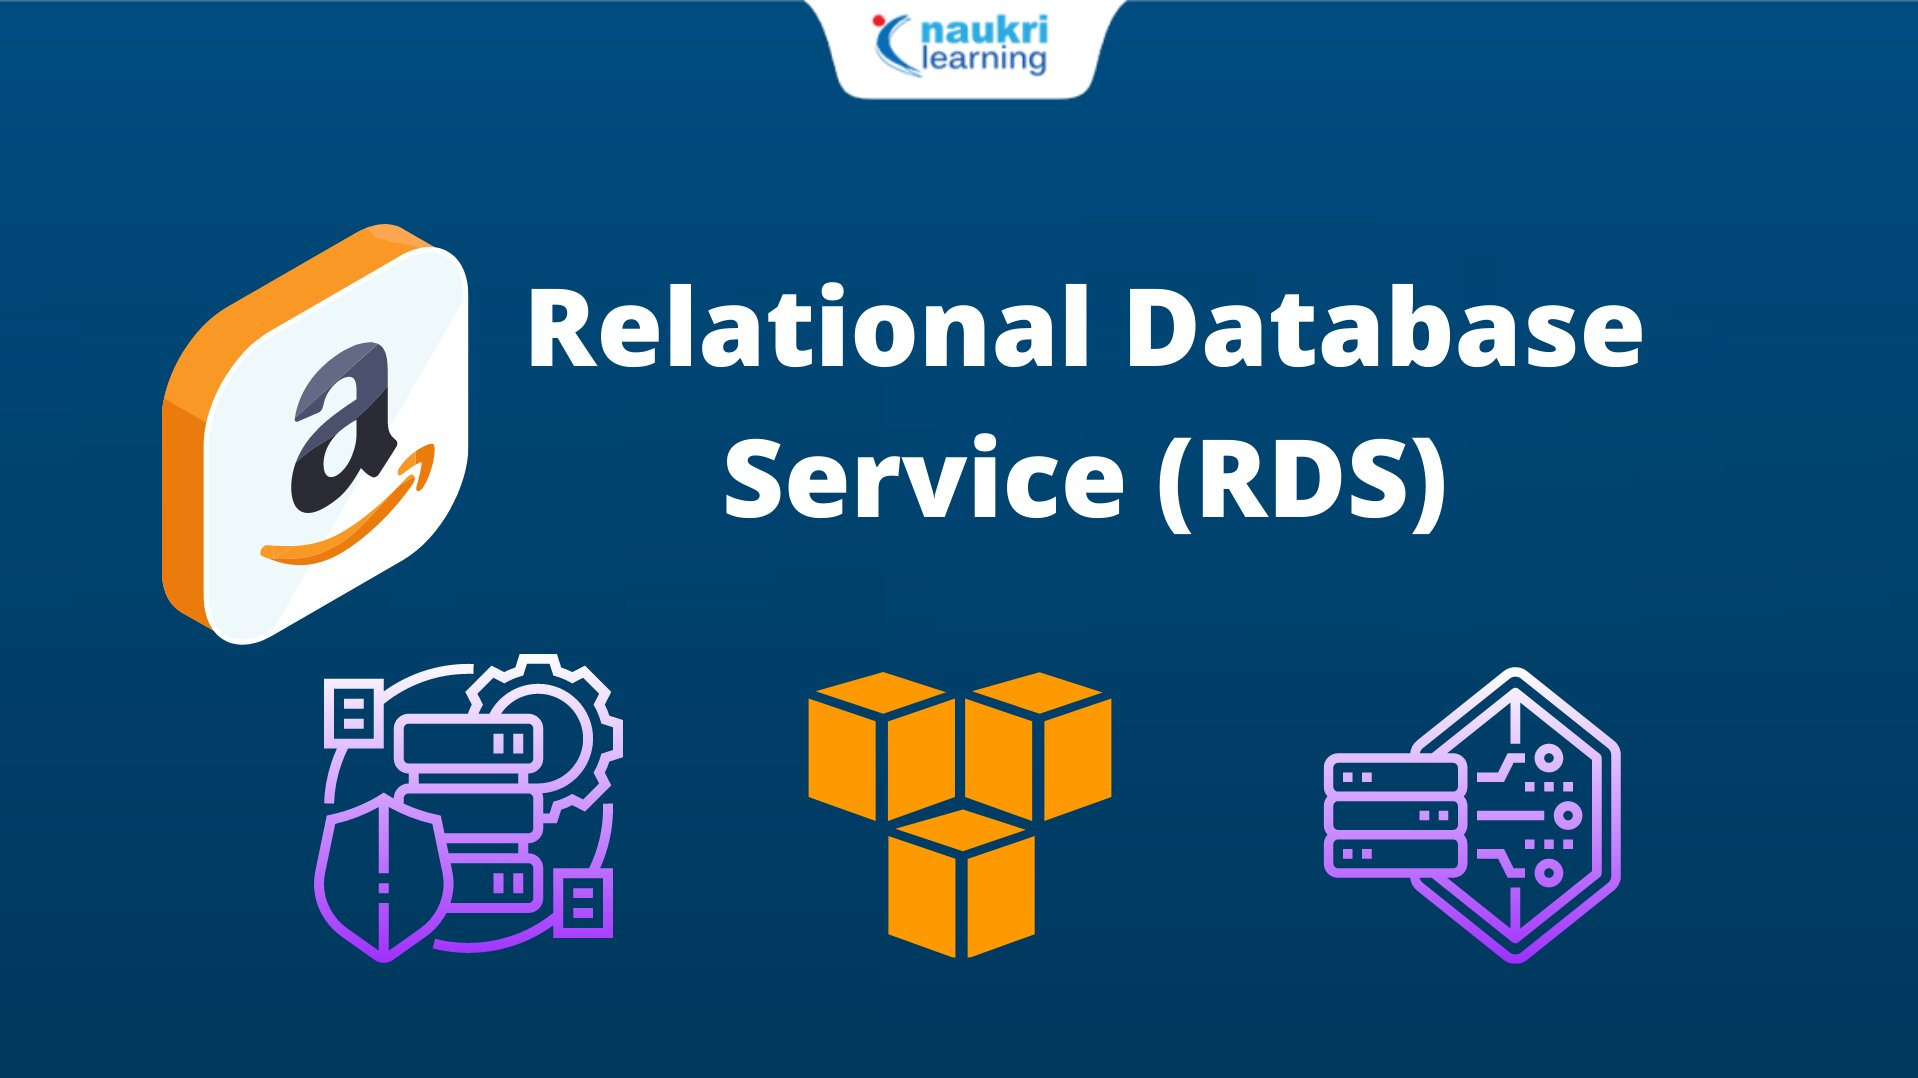 naukri
learning
a
Relational Database
Service (RDS)